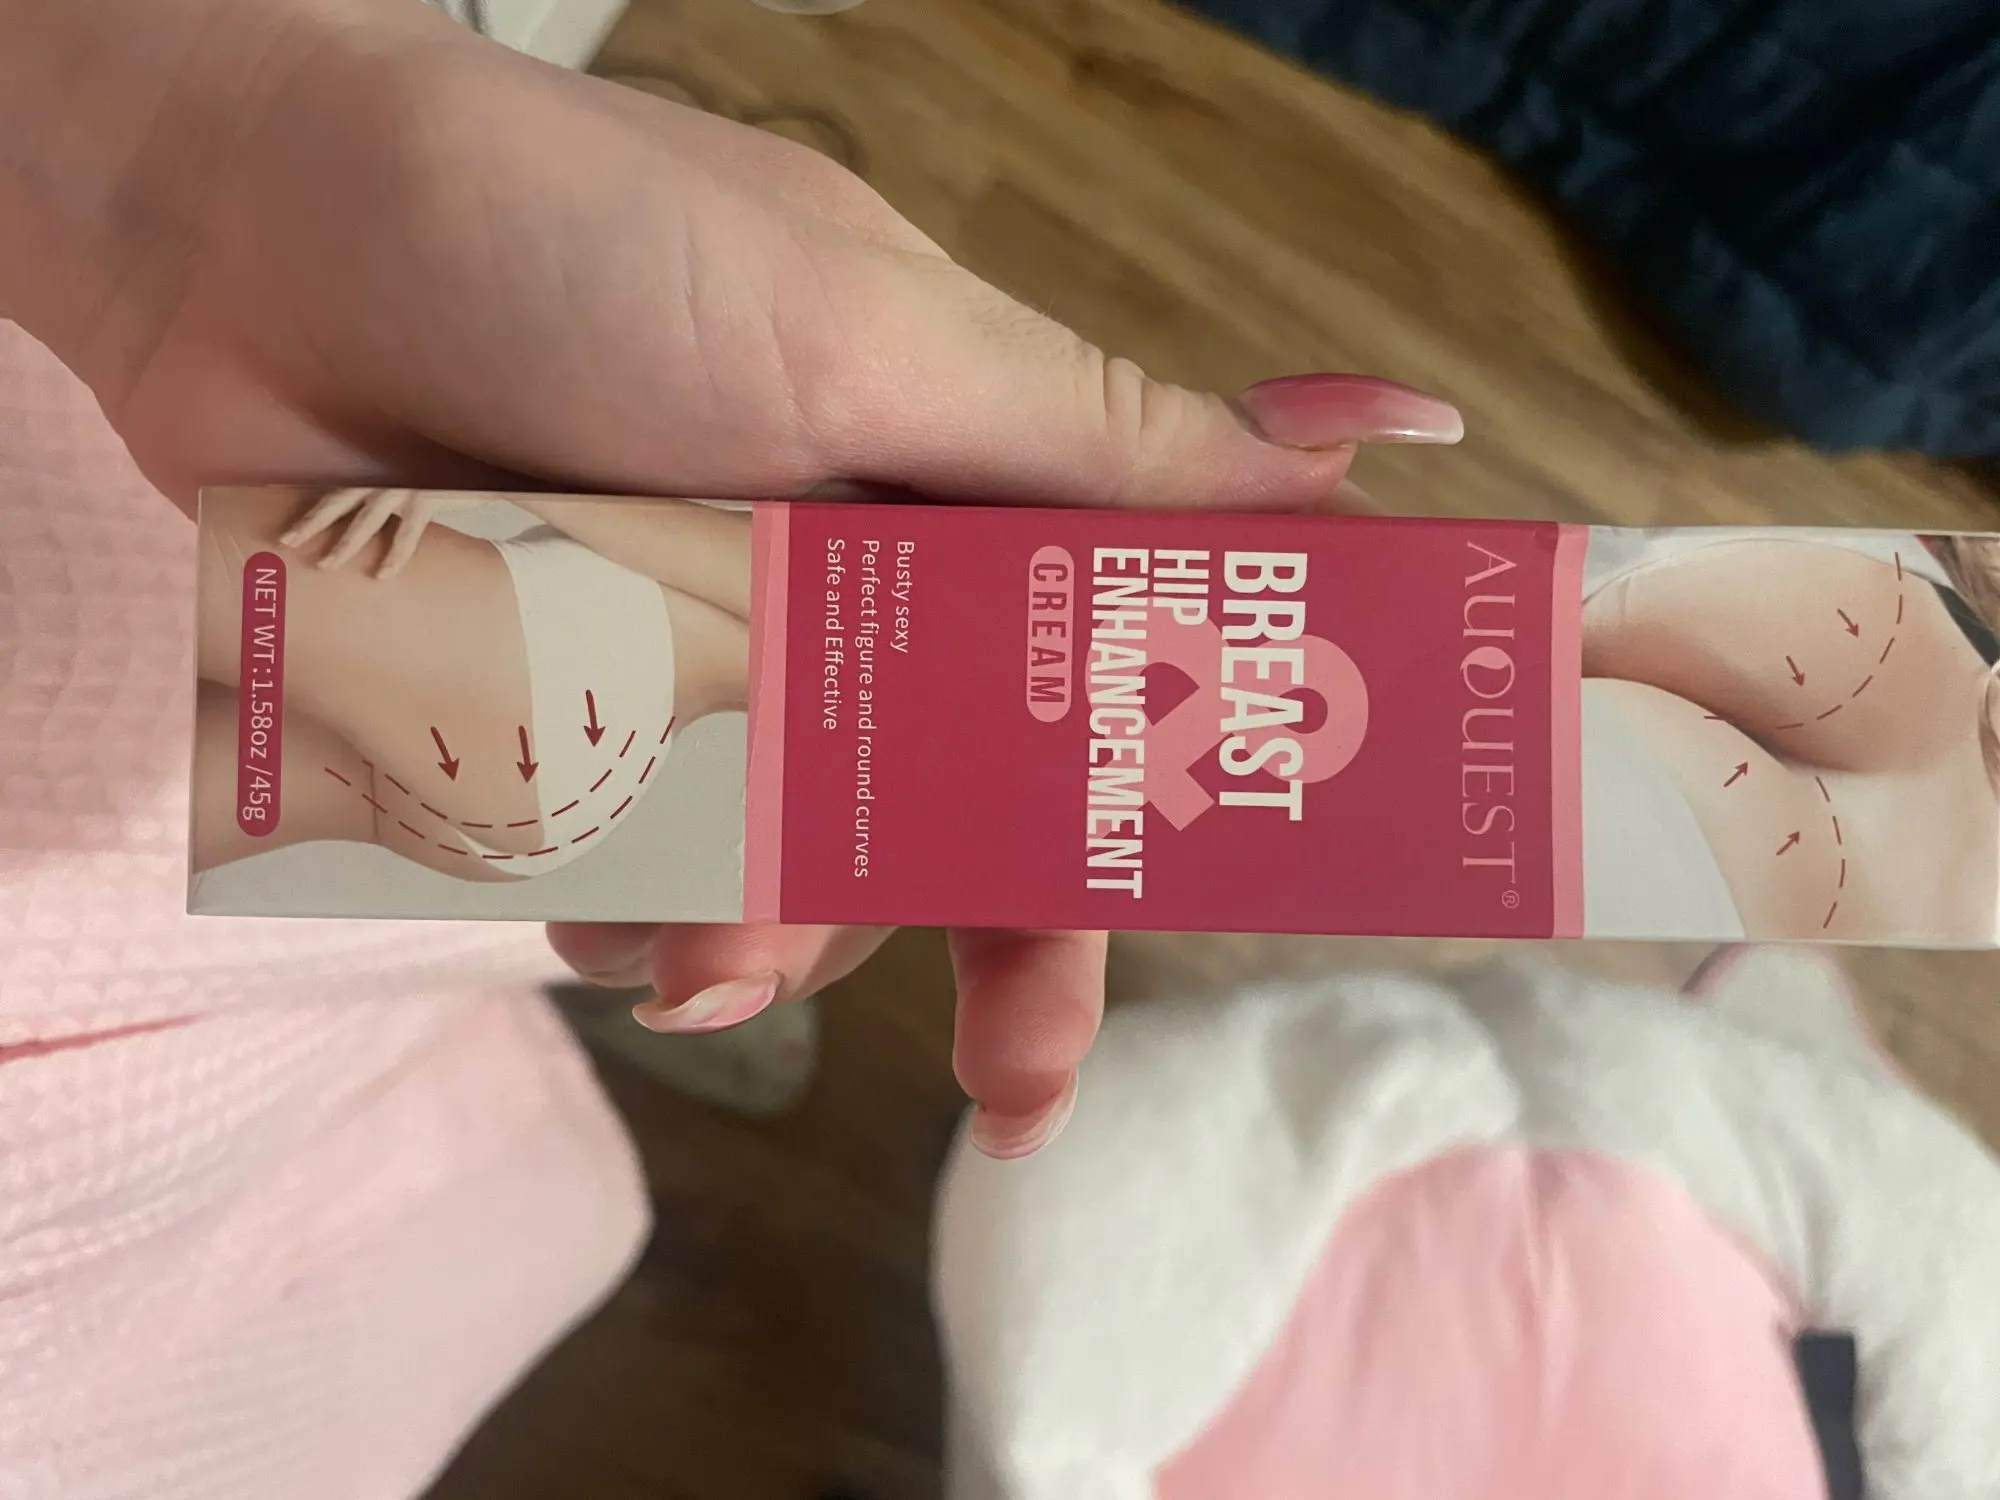 AUQUEST®
BREAST
&
HIP
ENHANCEMENT
CREAM
Busty sexy
Perfect figure and round curves
Safe and Effective
NET WT:1.58oz /45g